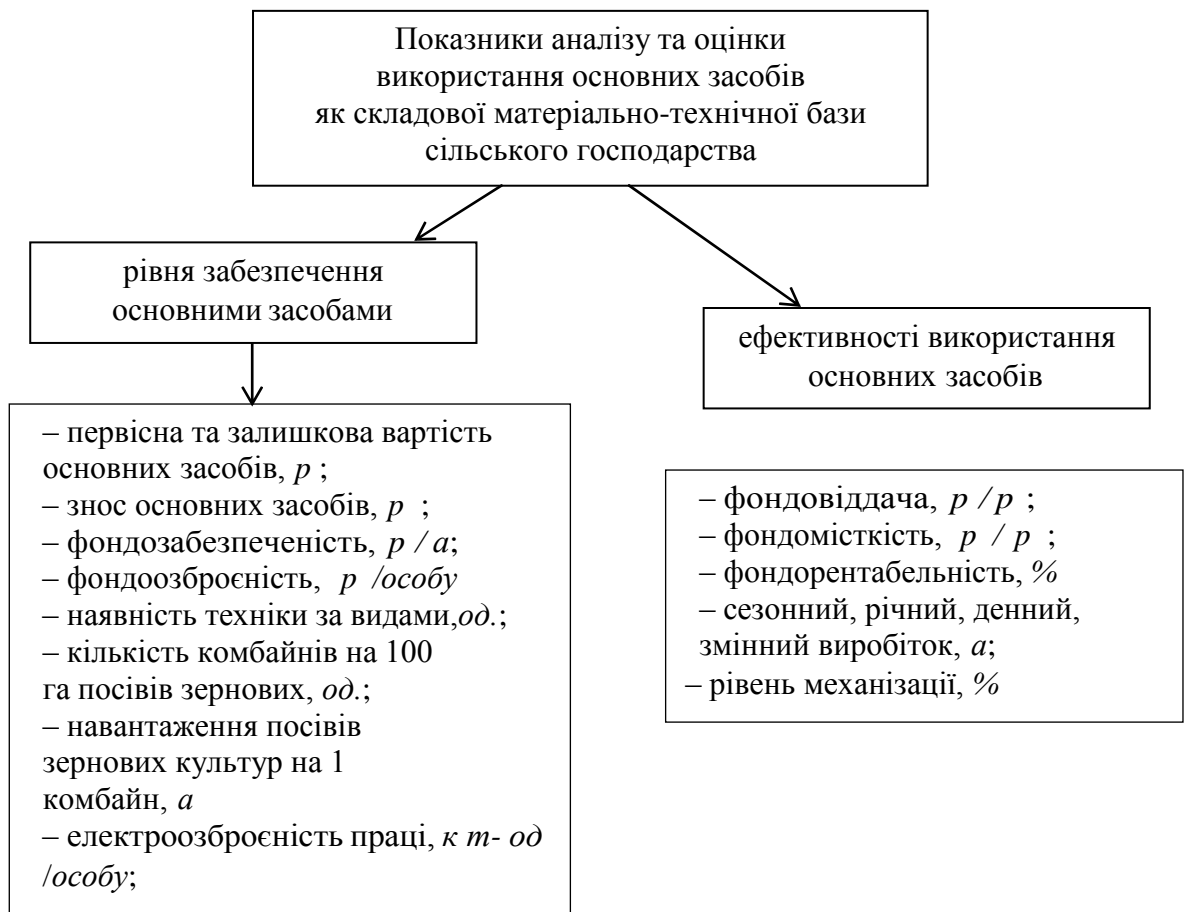 Показники аналізу та оцінки
використання основних засобів
як складової матеріально-технічної бази
сільського господарства
рівня забезпечення
основними засобами
ефективності використання
основних засобів
– первісна та залишкова вартість
основних засобів, р ;
– знос основних засобів, р ;
– фондозабезпеченість, р / а;
– фондоозброєність, р /особу
– наявність техніки за видами,од.;
– кількість комбайнів на 100
га посівів зернових, од.;
– навантаження посівів
зернових культур на 1
комбайн, а
– електроозброєність праці, к т- од
/особу;
– фондовіддача, р / р ;
– фондомісткість, р / р ;
– фондорентабельність, %
– сезонний, річний, денний,
змінний виробіток, а;
– рівень механізації, %